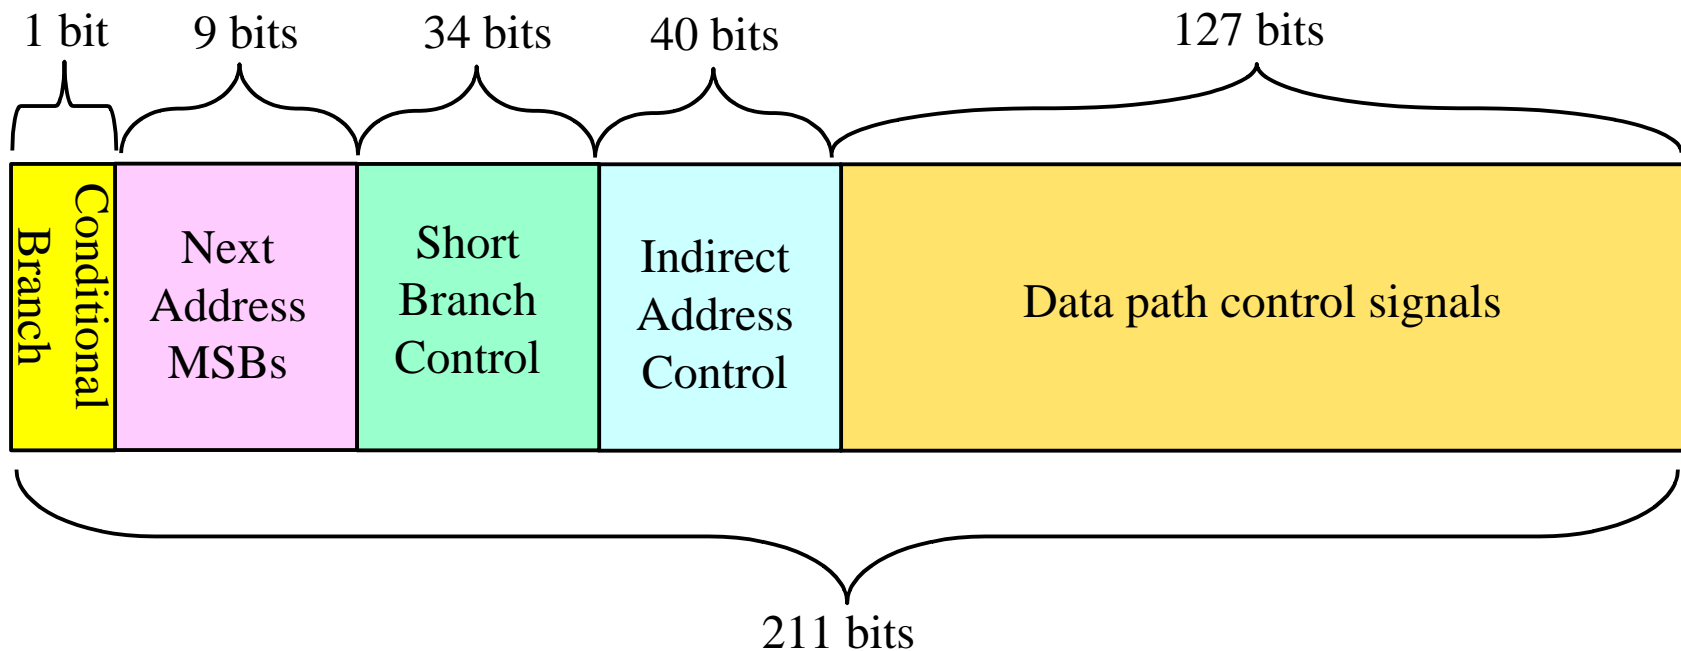 1 bit
9 bits
34 bits
40 bits
127 bits
Conditional
Branch
Next
Address
MSBs
Short
Branch
Control
Indirect
Address
Control
Data path control signals
211 bits